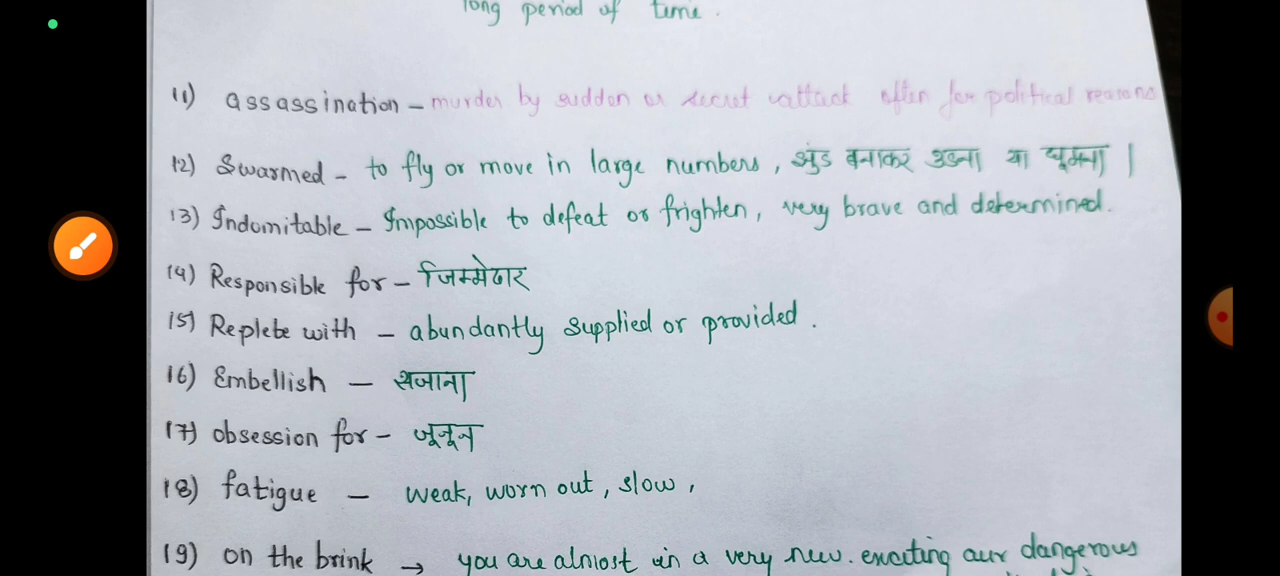 long period of time.
11) assassination – murder by sudden or secret attack often for political reasons
12) Swarmed – to fly or move in large numbers, झुंड बनाकर उडना या घूमना |
13) Indomitable – Impossible to defeat or frighten, very brave and determined.
14) Responsible for – जिम्मेदार
15) Replete with – abundantly supplied or provided.
16) Embellish – सजाना
17) obsession for – जूनून
18) fatigue – weak, worn out, slow,
19) on the brink → you are almost in a very new. exciting aur dangerous